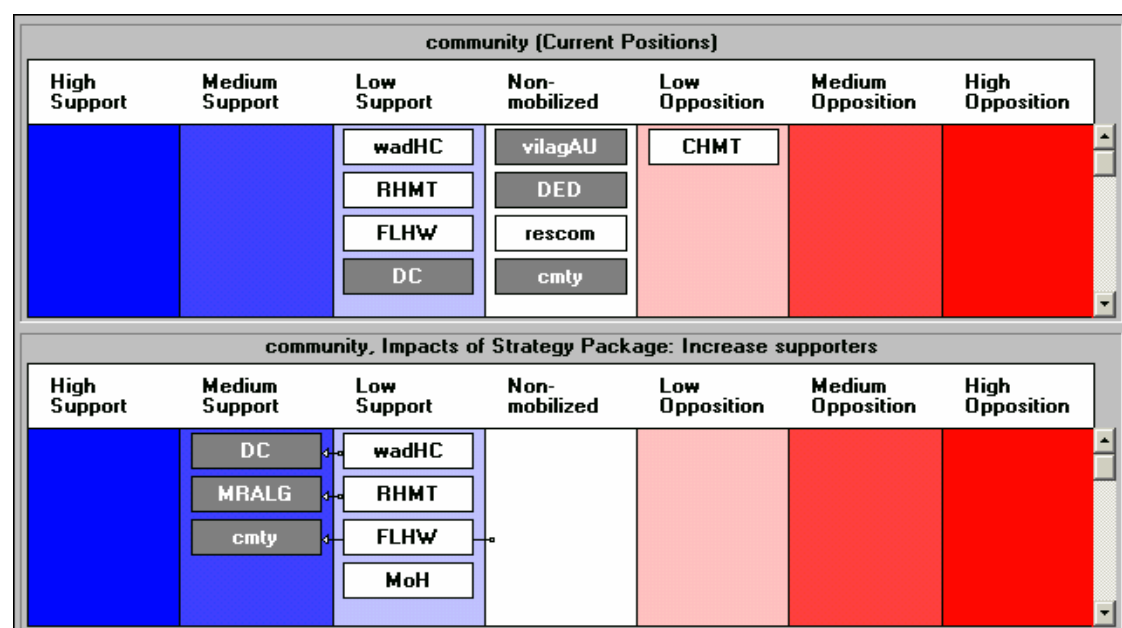 community (Current Positions)
High Support
Medium Support
Low Support
Non-mobilized
Low Opposition
Medium Opposition
High Opposition
wadHC
vilagAU
CHMT
RHMT
DED
FLHW
rescom
DC
cmty
community, Impacts of Strategy Package: Increase supporters
High Support
Medium Support
Low Support
Non-mobilized
Low Opposition
Medium Opposition
High Opposition
DC
wadHC
MRALG
RHMT
cmty
FLHW
MoH